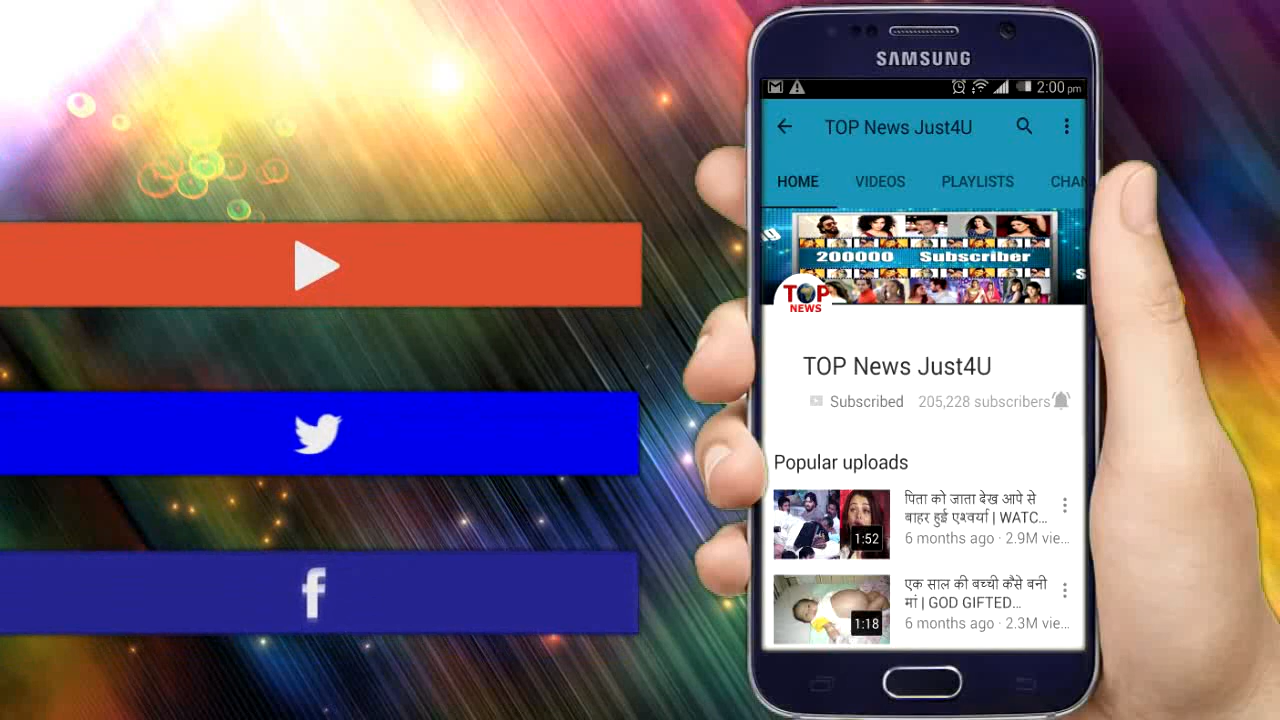 SAMSUNG
2:00 pm
TOP News Just4U
HOME VIDEOS PLAYLISTS CHAN
200000 Subscriber
TOP
NEWS
TOP News Just4U
Subscribed 205,228 subscribers
Popular uploads
पिता को जाता देख आपे से
बाहर हुई एश्वर्या | WATC...
1:52
6 months ago · 2.9M vie...
एक साल की बच्ची कैसे बनी
मां | GOD GIFTED...
1:18
6 months ago · 2.3M vie...